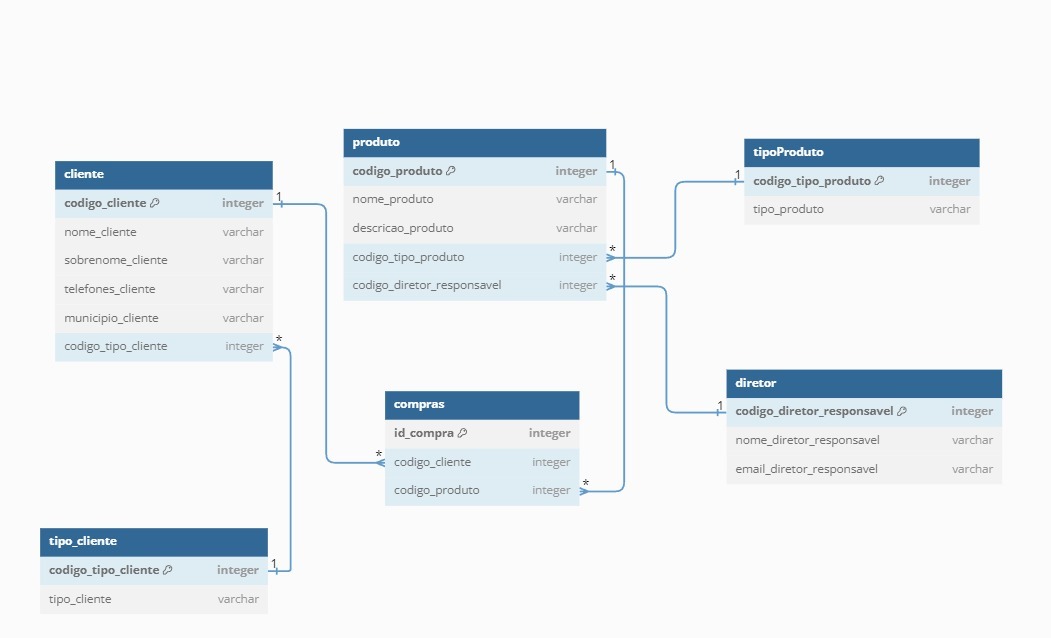 produto
codigo_produto integer
nome_produto varchar
descricao_produto varchar
codigo_tipo_produto integer
codigo_diretor_responsavel integer
1
*
*
tipoProduto
1 codigo_tipo_produto integer
tipo_produto varchar
cliente
codigo_cliente integer 1
nome_cliente varchar
sobrenome_cliente varchar
telefones_cliente varchar
municipio_cliente varchar
codigo_tipo_cliente integer *
diretor
1 codigo_diretor_responsavel integer
nome_diretor_responsavel varchar
email_diretor_responsavel varchar
compras
id_compra integer
* codigo_cliente integer
codigo_produto integer *
tipo_cliente
codigo_tipo_cliente integer 1
tipo_cliente varchar